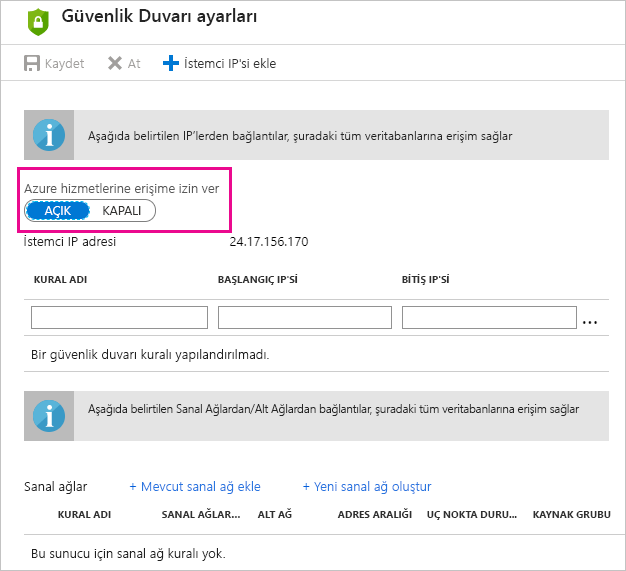 Güvenlik Duvarı ayarları
Kaydet At İstemci IP'si ekle
Aşağıda belirtilen IP'lerden bağlantılar, şuradaki tüm veritabanlarına erişim sağlar
Azure hizmetlerine erişime izin ver
AÇIK KAPALI
İstemci IP adresi 24.17.156.170
KURAL ADI BAŞLANGIÇ IP'Sİ BİTİŞ IP'Sİ
...
Bir güvenlik duvarı kuralı yapılandırılmadı.
Aşağıda belirtilen Sanal Ağlardan/Alt Ağlardan bağlantılar, şuradaki tüm veritabanlarına erişim sağlar
Sanal ağlar + Mevcut sanal ağ ekle + Yeni sanal ağ oluştur
KURAL ADI SANAL AĞLAR... ALT AĞ ADRES ARALIĞI UÇ NOKTA DURU... KAYNAK GRUBU
Bu sunucu için sanal ağ kuralı yok.